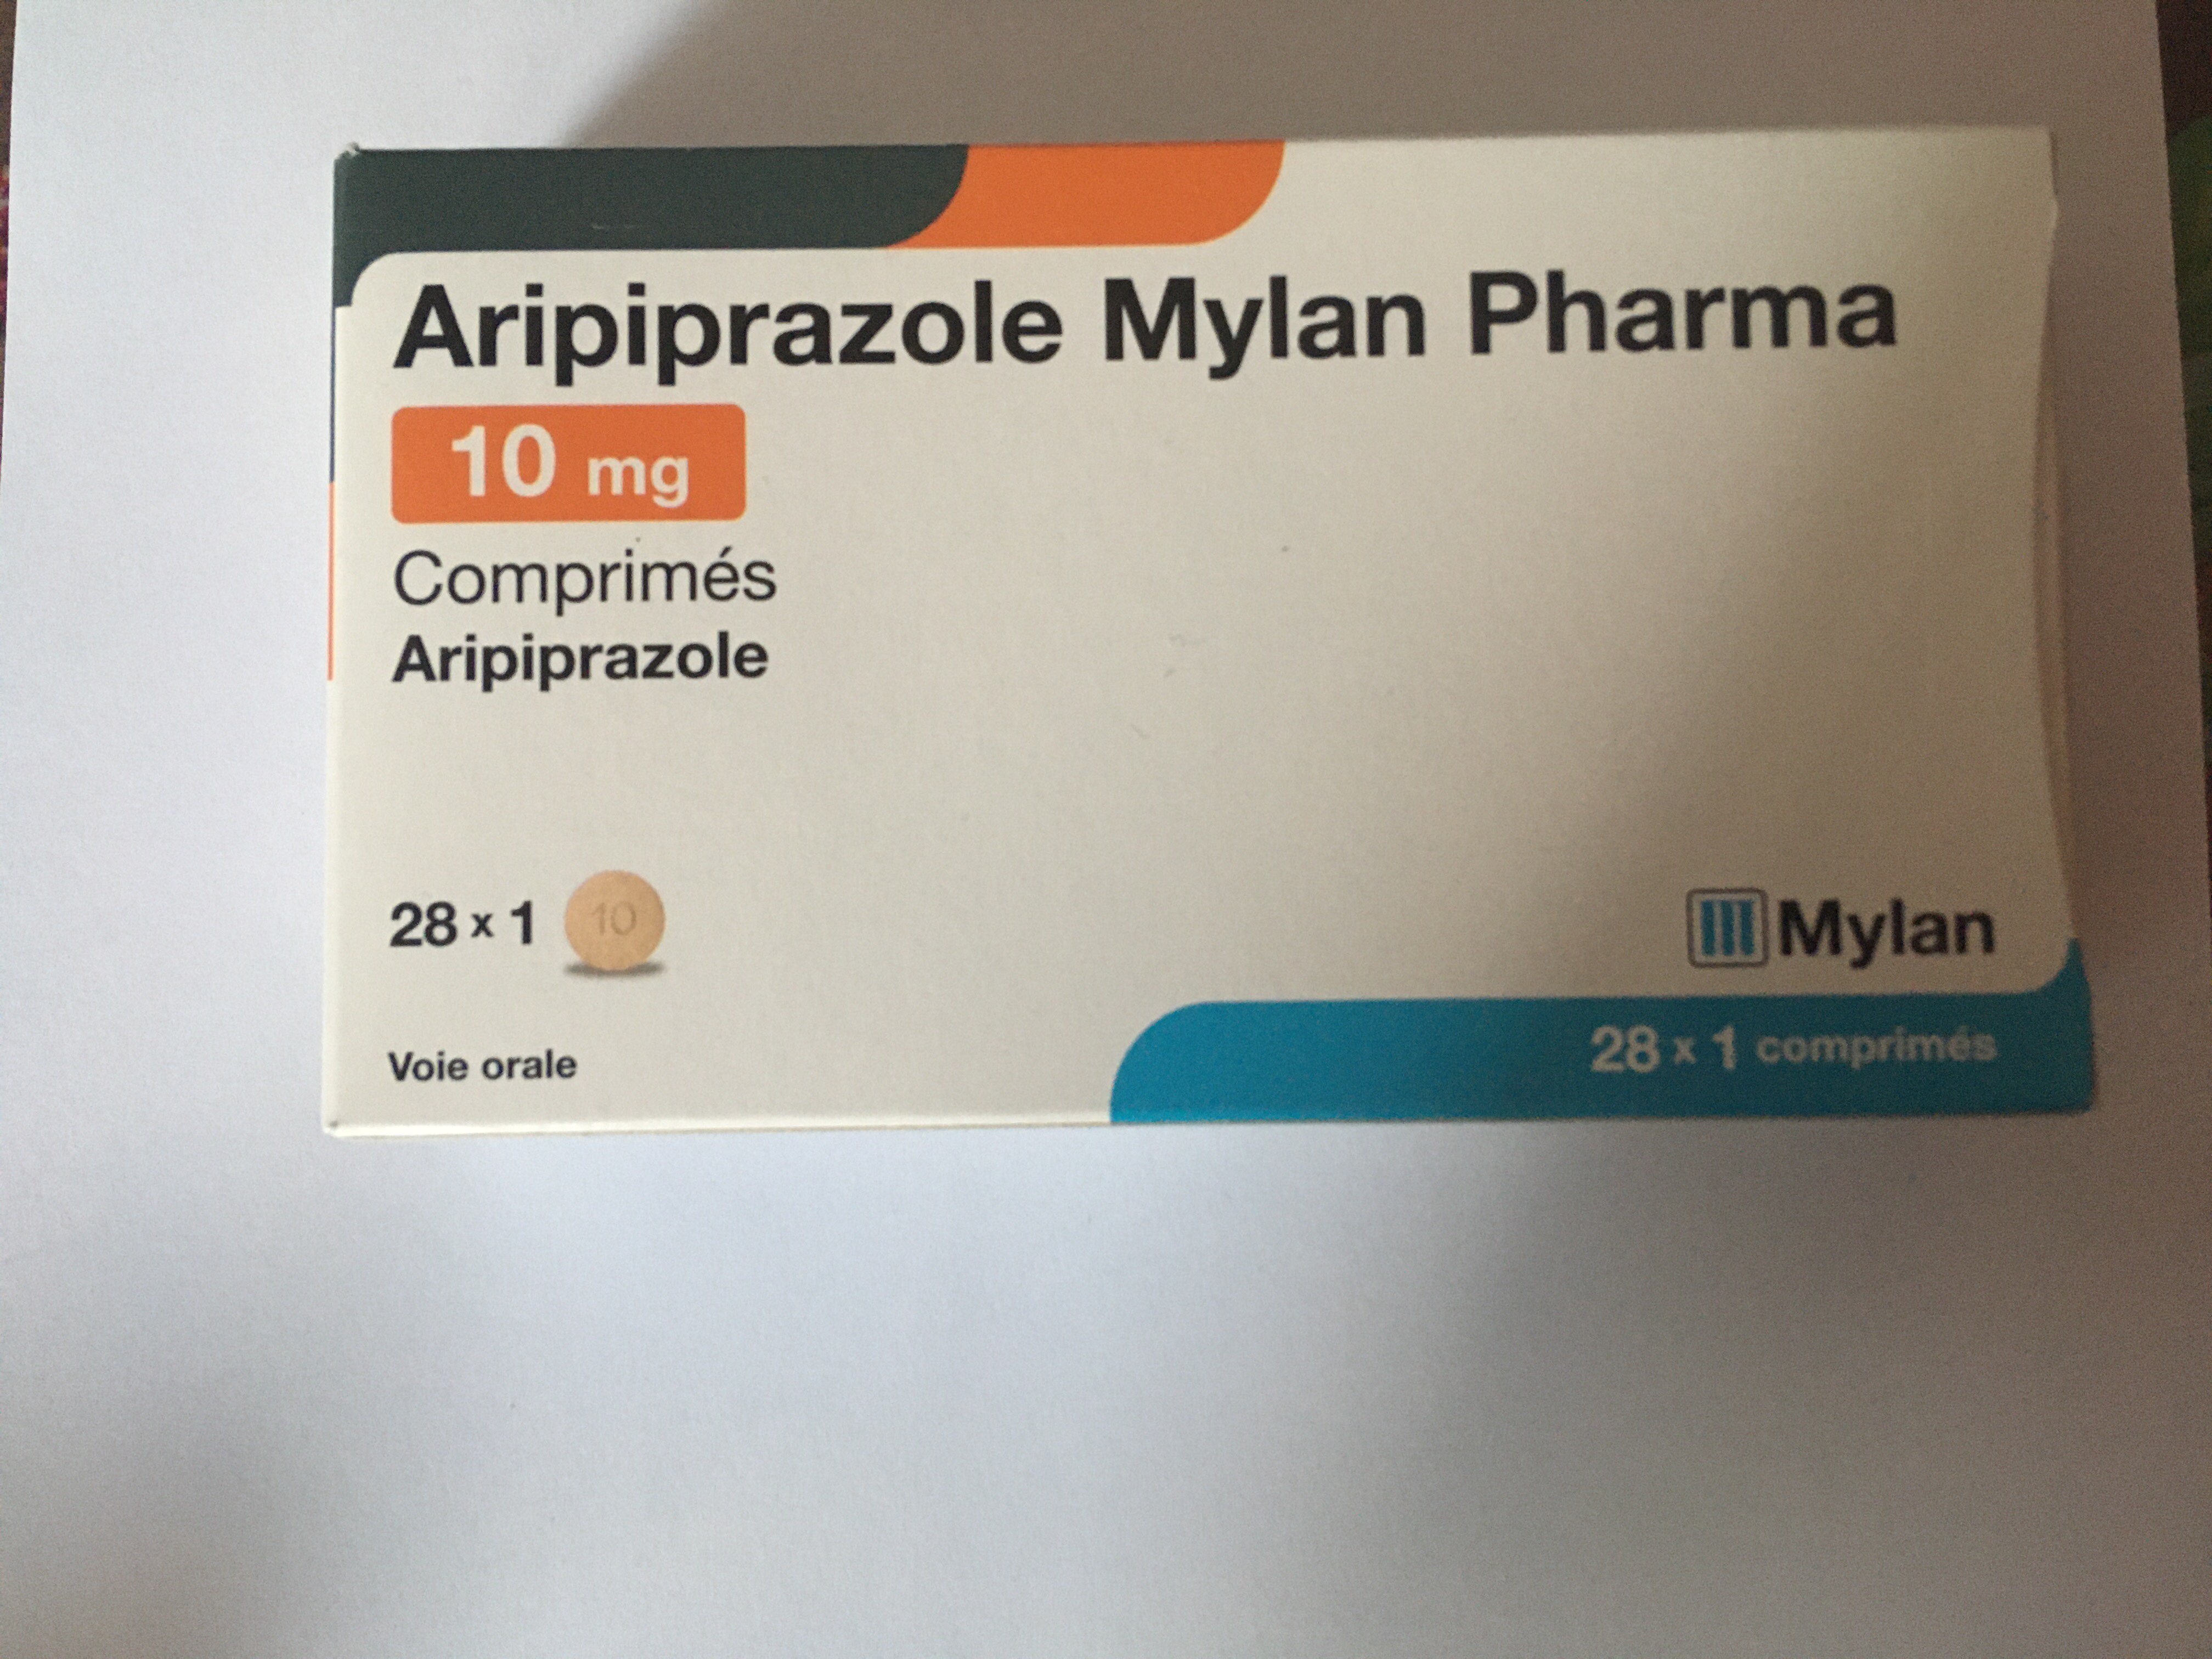 Aripiprazole Mylan Pharma
10 mg
Comprimés
Aripiprazole
28 x 1 10
Mylan
28 x 1 comprimés
Voie orale